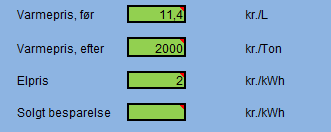 Varmepris, før 11,4 kr./L
Varmepris, efter 2000 kr./Ton
Elpris 2 kr./kWh
Solgt besparelse kr./kWh